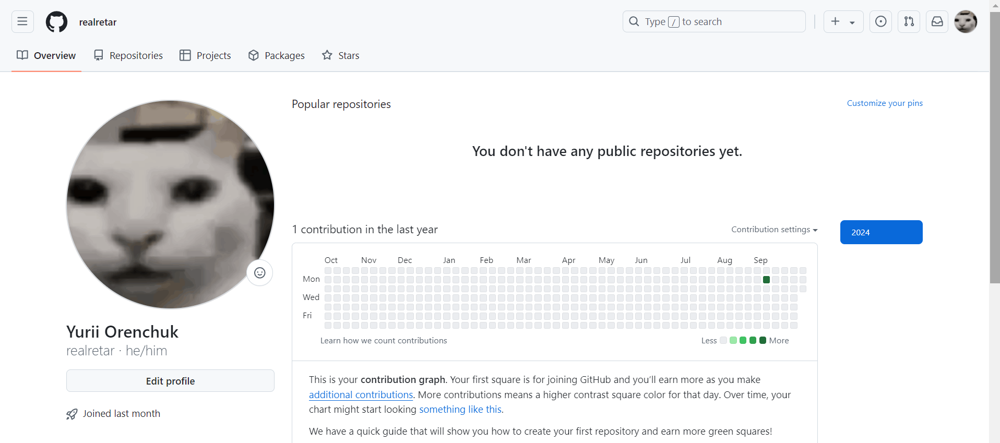 realretar
Type / to search
Overview Repositories Projects Packages Stars
Popular repositories
Customize your pins
You don't have any public repositories yet.
1 contribution in the last year
Contribution settings
2024
Oct Nov Dec Jan Feb Mar Apr May Jun Jul Aug Sep
Mon
Wed
Fri
Learn how we count contributions
Less More
Yurii Orenchuk
realretar · he/him
Edit profile
Joined last month
This is your contribution graph. Your first square is for joining GitHub and you’ll earn more as you make
additional contributions. More contributions means a higher contrast square color for that day. Over time, your
chart might start looking something like this.
We have a quick guide that will show you how to create your first repository and earn more green squares!